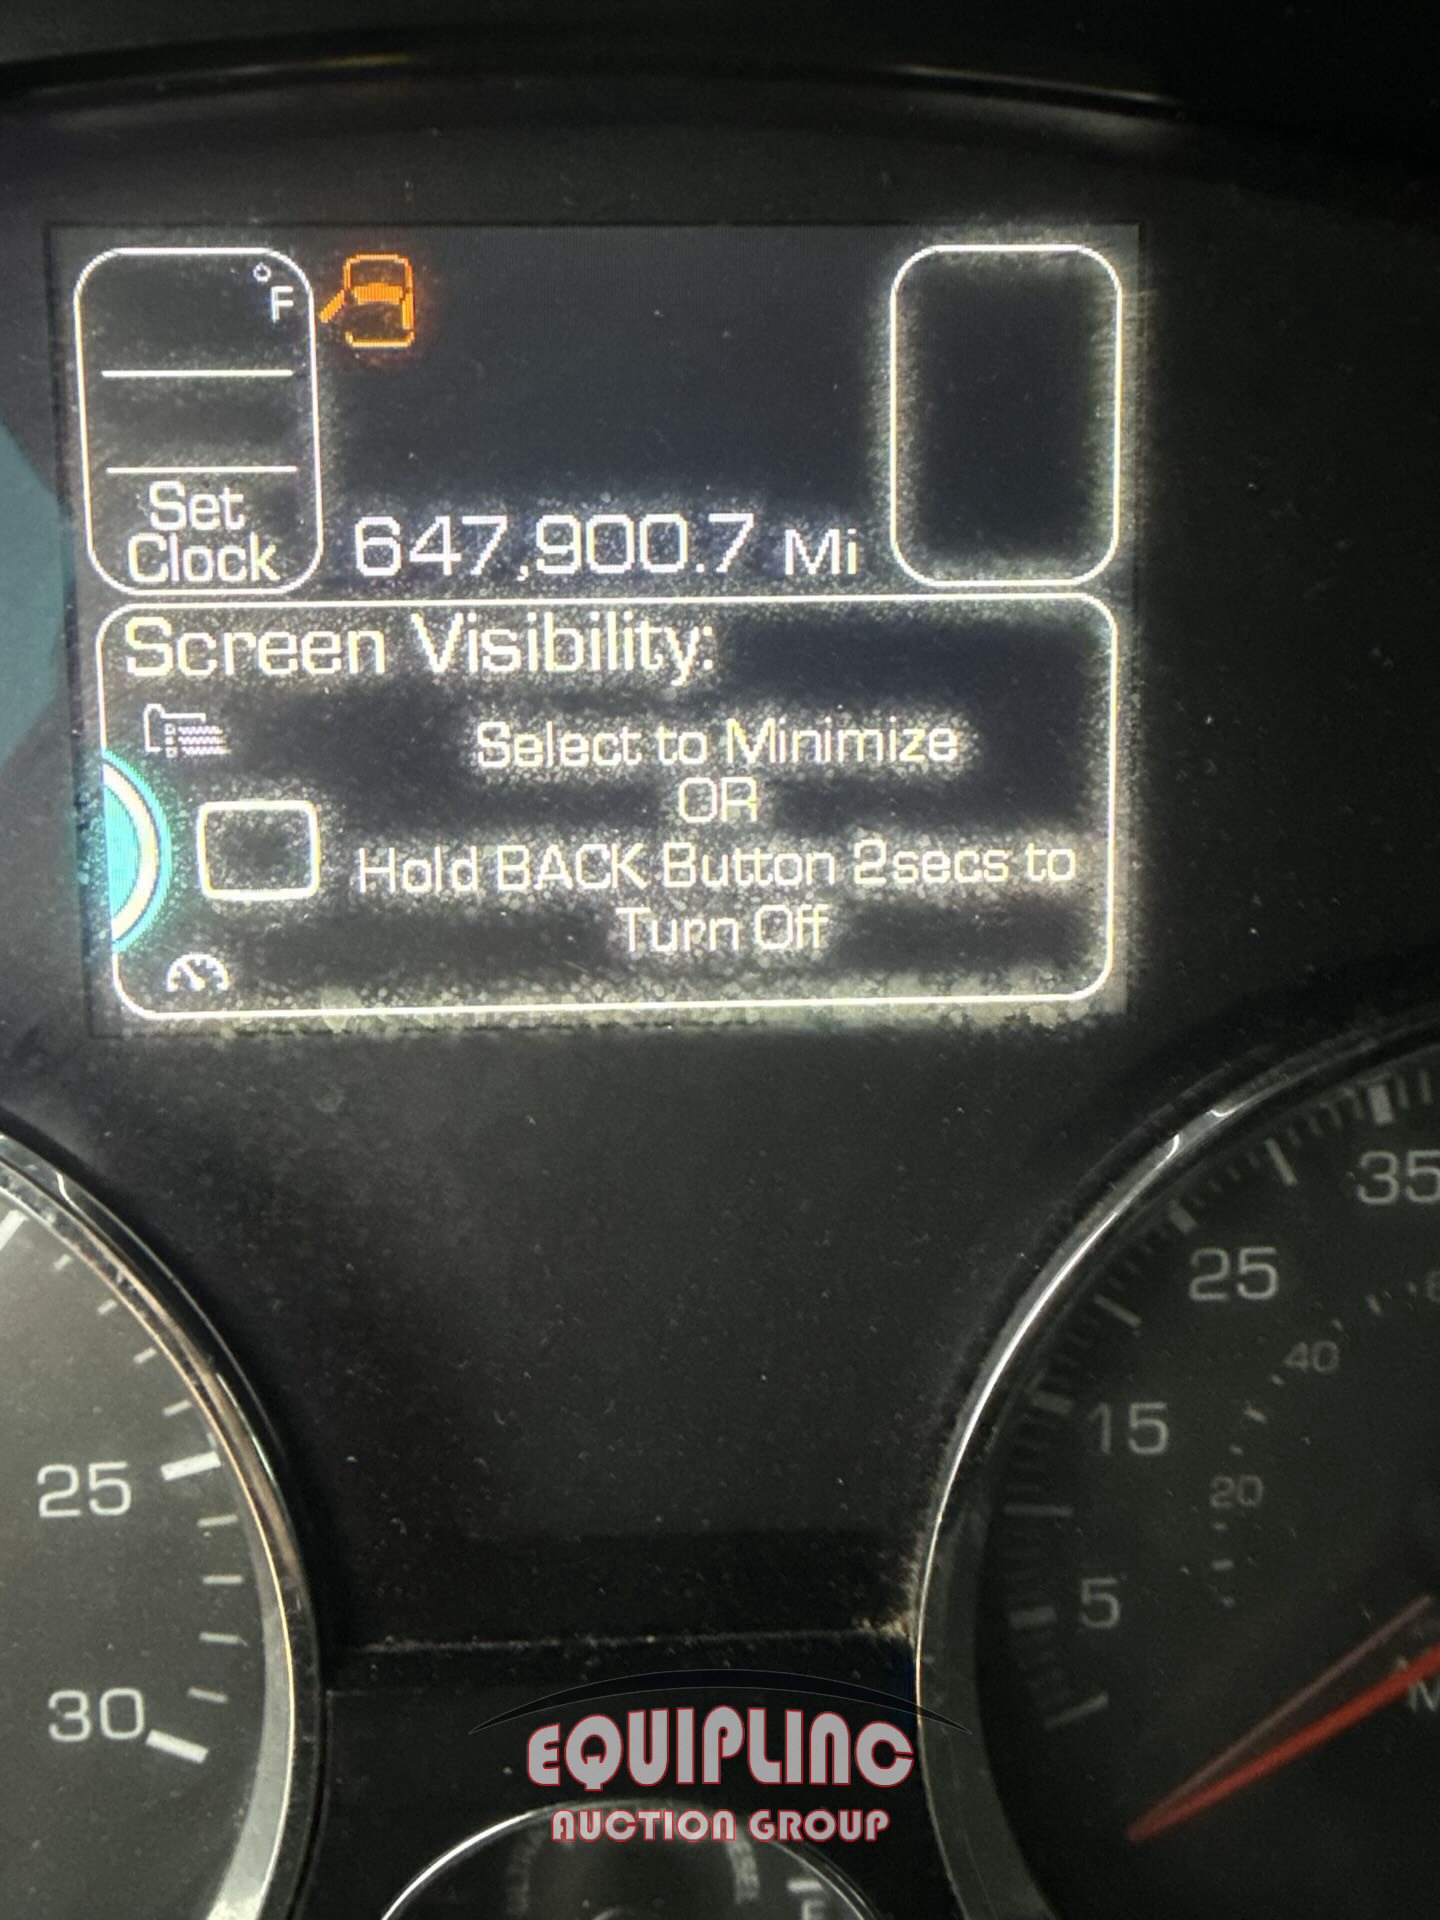 °F
Set
Clock
647,900.7 Mi
Screen Visibility:
Select to Minimize
OR
Hold BACK Button 2secs to
Turn Off
35
25
40
15
20
5
25
30
EQUIPLINC
AUCTION GROUP